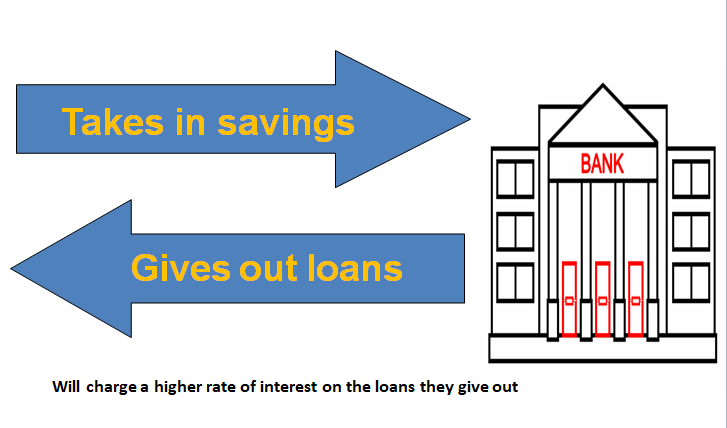 Takes in savings
BANK
Gives out loans
Will charge a higher rate of interest on the loans they give out